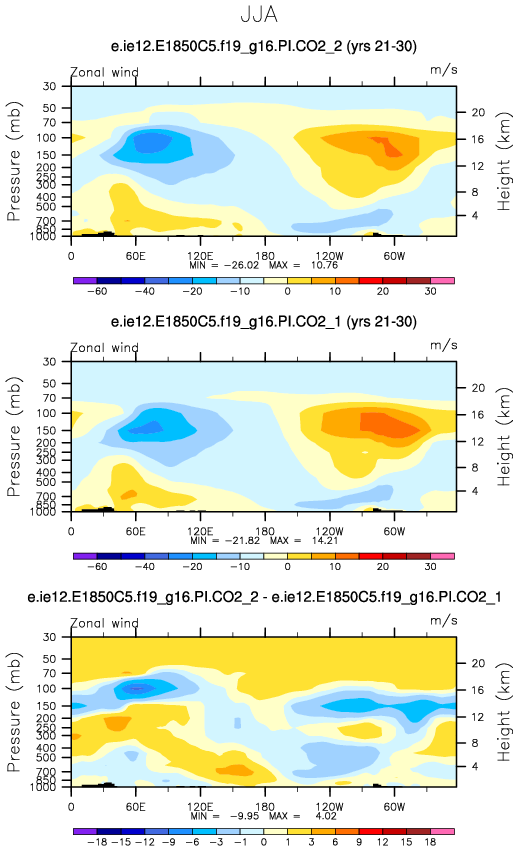 JJA
e.ie12.E1850C5.f19_g16.PI.CO2_2 (yrs 21-30)
Zonal wind m/s
30
50
70
100
150
200
250
300
400
500
700
850
1000
Pressure (mb)
20
16
12
8
4
Height (km)
0 60E 120E 180 120W 60W
MIN = -26.02 MAX = 10.76
-60 -40 -20 -10 0 5 10 20 30
e.ie12.E1850C5.f19_g16.PI.CO2_1 (yrs 21-30)
Zonal wind m/s
30
50
70
100
150
200
250
300
400
500
700
850
1000
Pressure (mb)
20
16
12
8
4
Height (km)
0 60E 120E 180 120W 60W
MIN = -21.82 MAX = 14.21
-60 -40 -20 -10 0 5 10 20 30
e.ie12.E1850C5.f19_g16.PI.CO2_2 - e.ie12.E1850C5.f19_g16.PI.CO2_1
Zonal wind m/s
30
50
70
100
150
200
250
300
400
500
700
850
1000
Pressure (mb)
20
16
12
8
4
Height (km)
0 60E 120E 180 120W 60W
MIN = -9.95 MAX = 4.02
-18 -15 -12 -9 -6 -3 -1 0 1 3 6 9 12 15 18